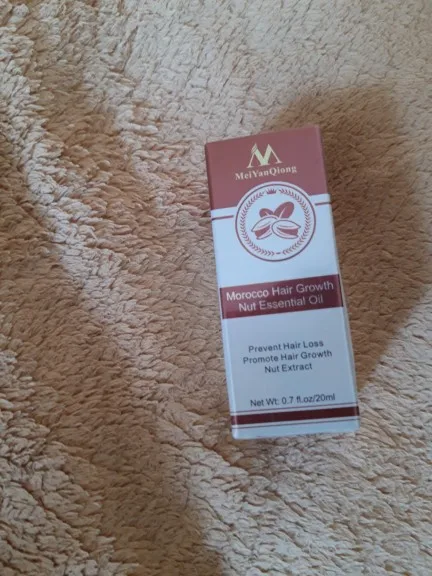 MeiYanQiong
Morocco Hair Growth
Nut Essential Oil
Prevent Hair Loss
Promote Hair Growth
Nut Extract
Net Wt: 0.7 fl.oz/20ml